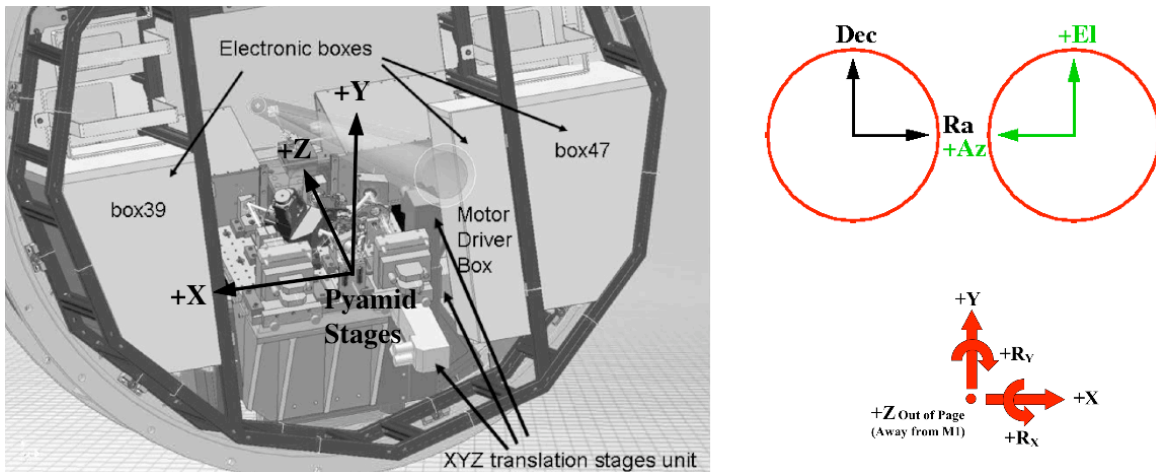 Electronic boxes
+Y
+Z
box39
box47
Motor
Driver
Box
+X
Pyamid
Stages
XYZ translation stages unit
Dec
+El
Ra
+Az
+Y
+RY
+X
+Z Out of Page
(Away from M1)
+RX